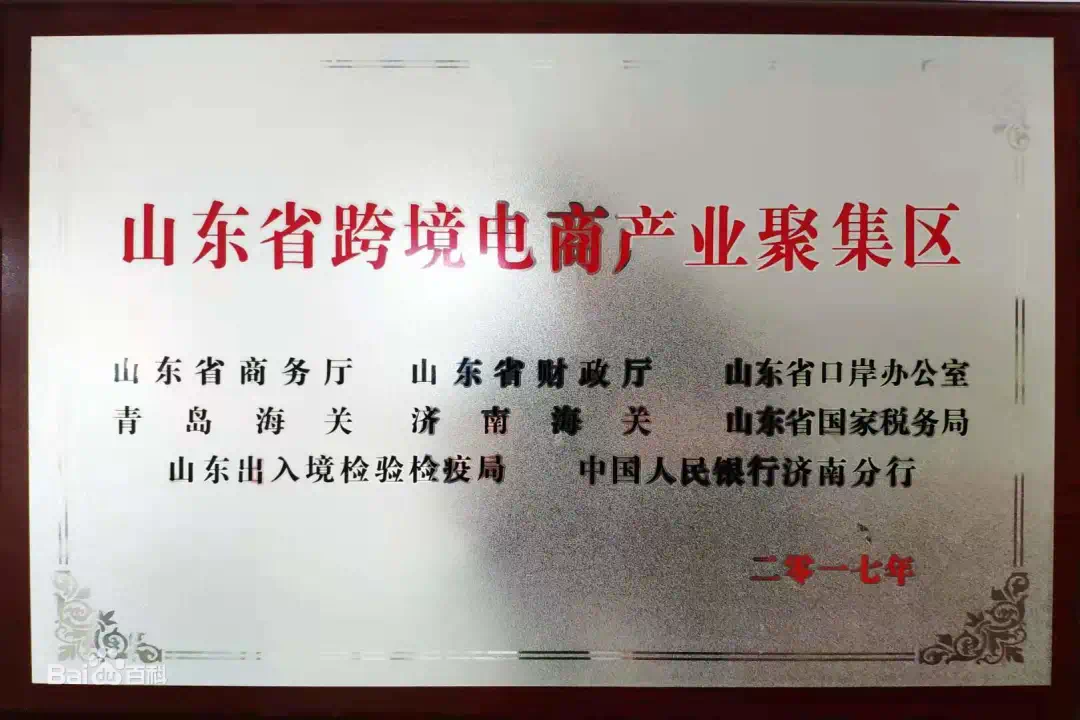 山东省跨境电商产业聚集区
山东省商务厅 山东省财政厅 山东省口岸办公室
青岛海关 济南海关 山东省国家税务局
山东出入境检验检疫局 中国人民银行济南分行
二零一七年
Bai du 百科